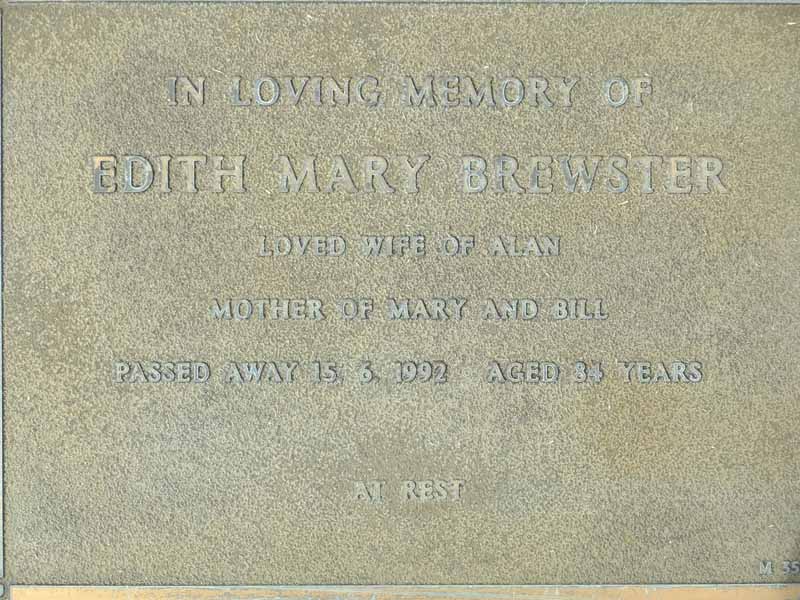 IN LOVING MEMORY OF
EDITH MARY BREWSTER
LOVED WIFE OF ALAN
MOTHER OF MARY AND BILL
PASSED AWAY 15. 6. 1992 AGED 84 YEARS
AT REST
M 35